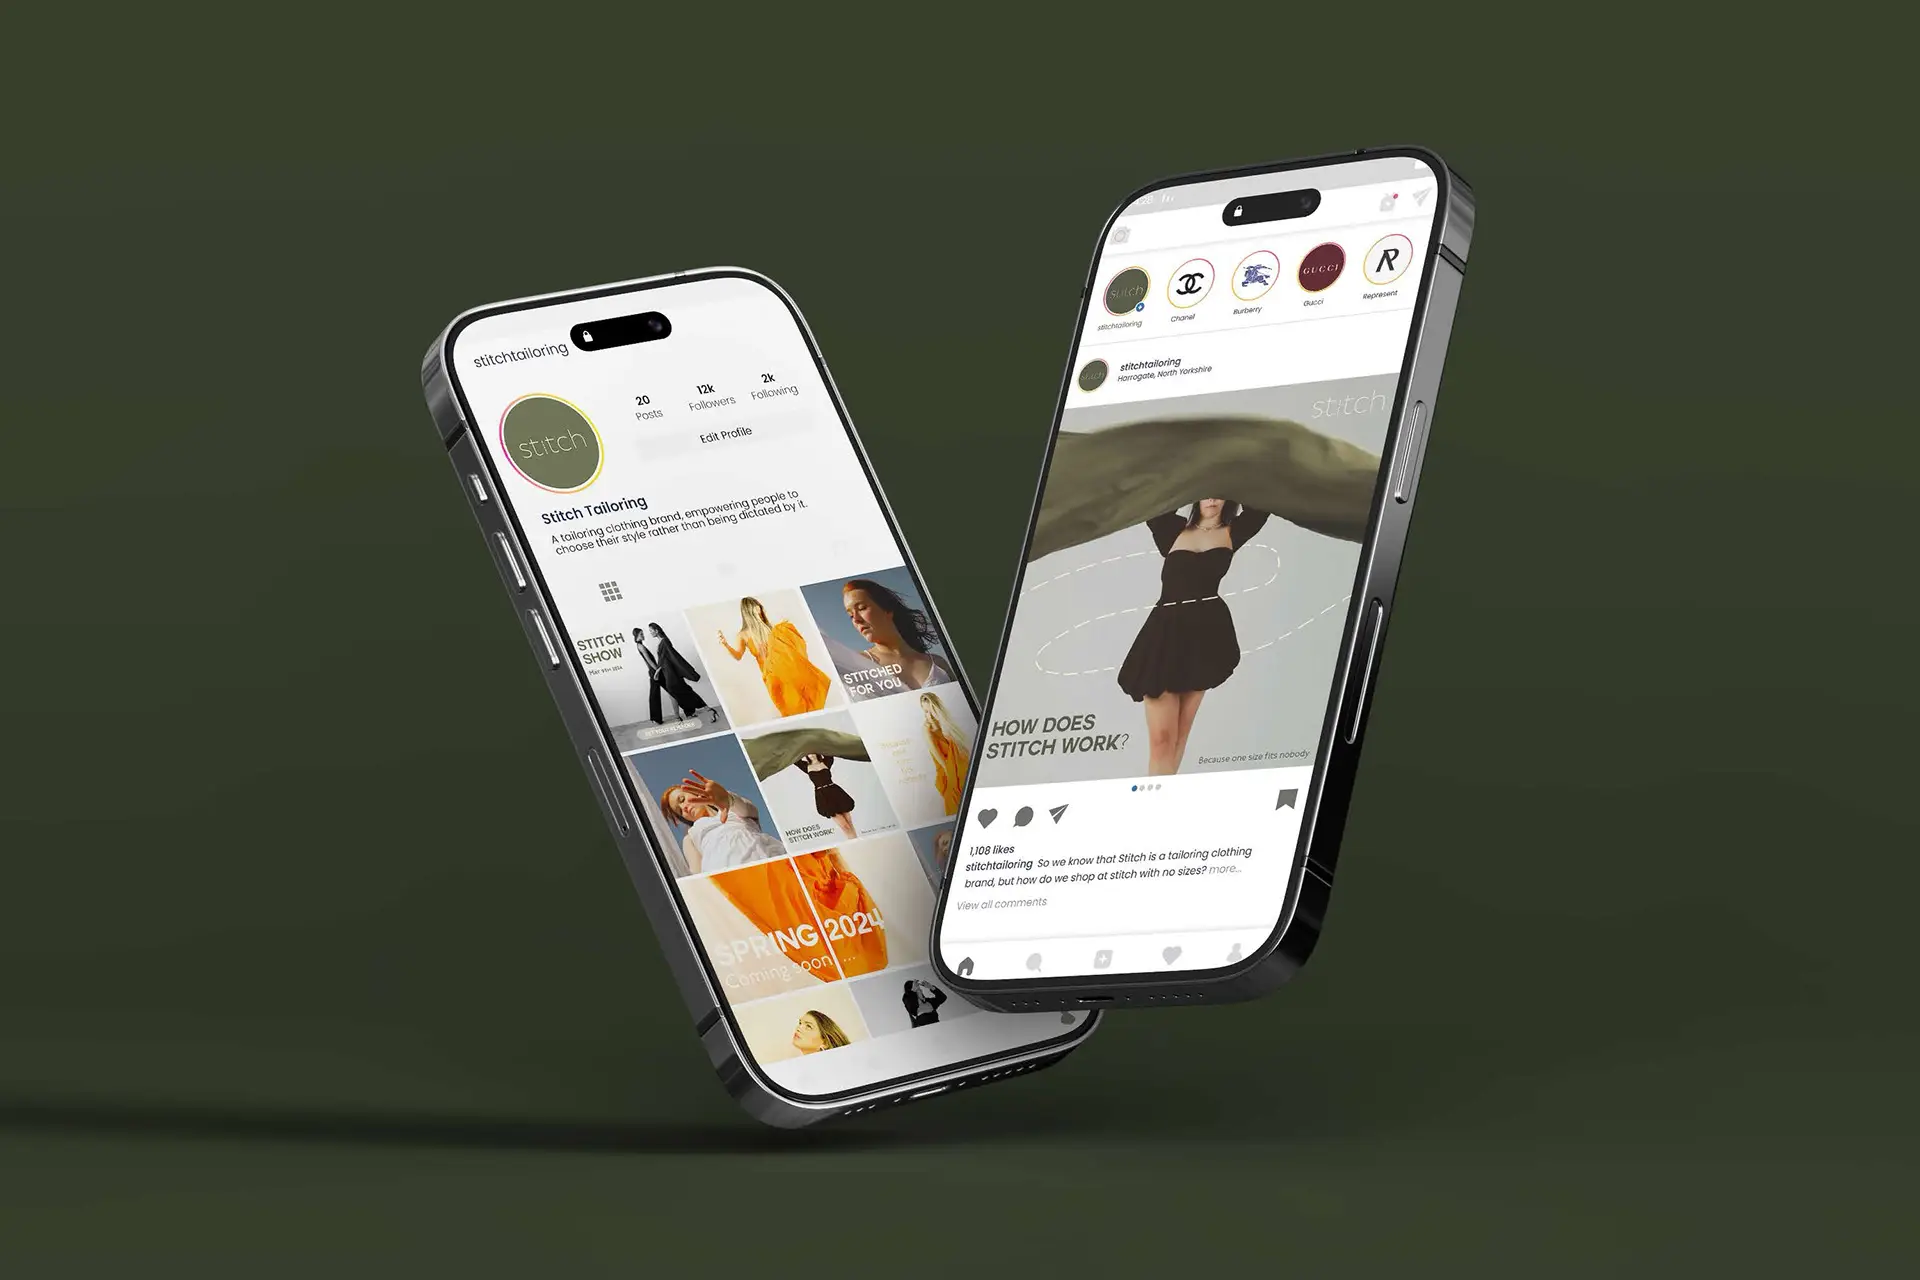 stitchtailoring
stitch
20
Posts
12k
Followers
2k
Following
Edit Profile
Stitch Tailoring
A tailoring clothing brand, empowering people to
choose their style rather than being dictated by it.
STITCH
SHOW
STITCHED
FOR YOU
HOW DOES
STITCH WORK?
SPRING 2024
Coming soon....
stitch
stitchtailoring
Chanel
Burberry
GUCCI
Gucci
Represent
stitch
stitchtailoring
Harrogate, North Yorkshire
stitch
HOW DOES
STITCH WORK?
Because one size fits nobody
1,108 likes
stitchtailoring So we know that Stitch is a tailoring clothing
brand, but how do we shop at stitch with no sizes? more...
View all comments